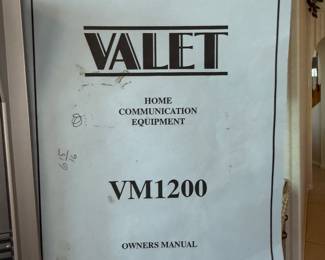 VALET
HOME
COMMUNICATION
EQUIPMENT
VM1200
OWNERS MANUAL